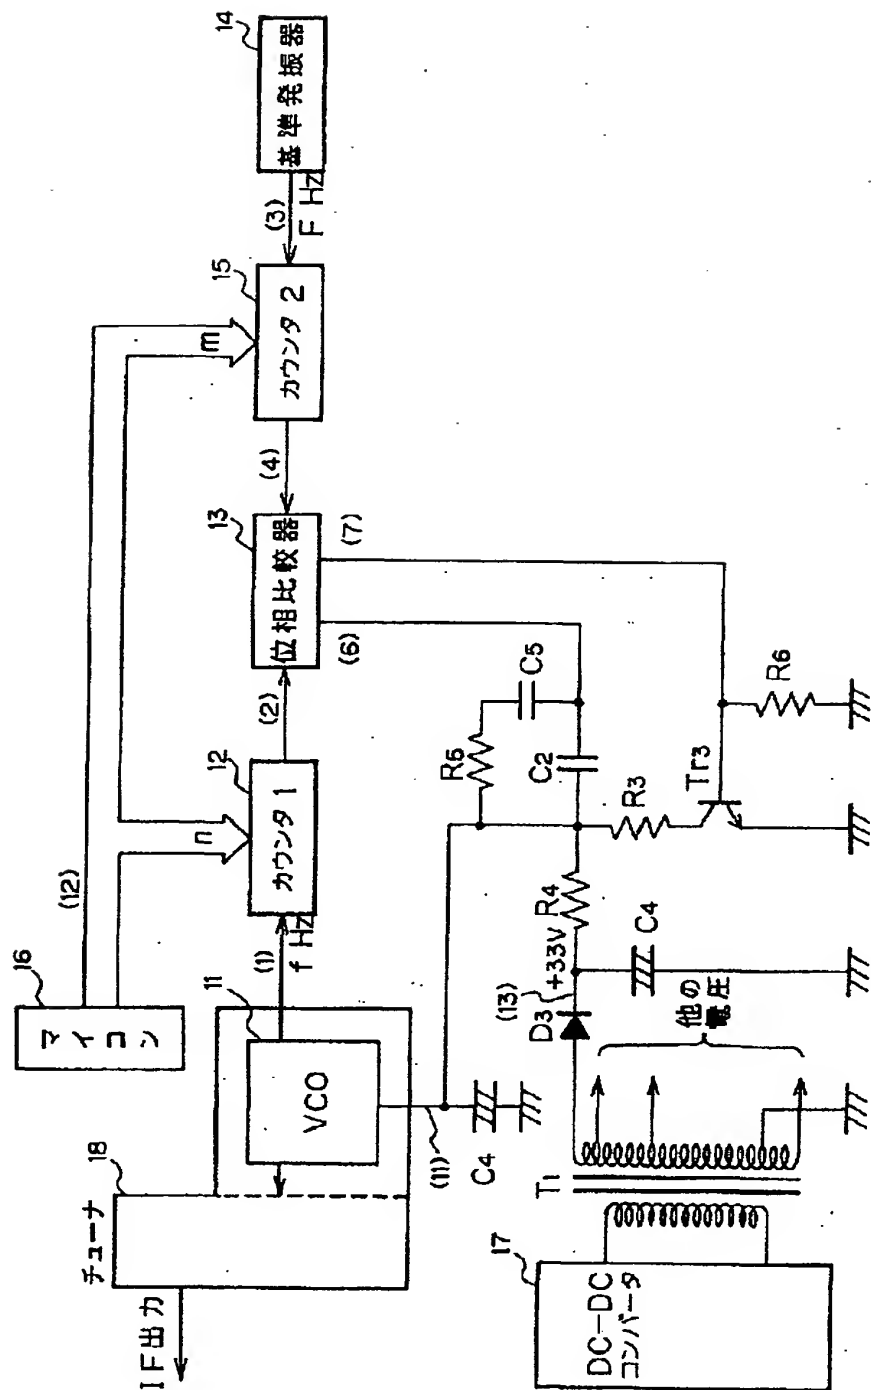 14
基準発振器
(3)
F Hz
15
カウンタ 2
m
(4)
13
位相比較器
(7)
(6)
(2)
12
カウンタ 1
n
(12)
(1)
f Hz
16
マイコン
11
VCO
18
チューナ
IF出力
(11)
C4
R5
C5
C2
R6
Tr3
R3
R4
+33V
(13)
D3
C4
他の
電圧
T1
17
DC-DC
コンバータ